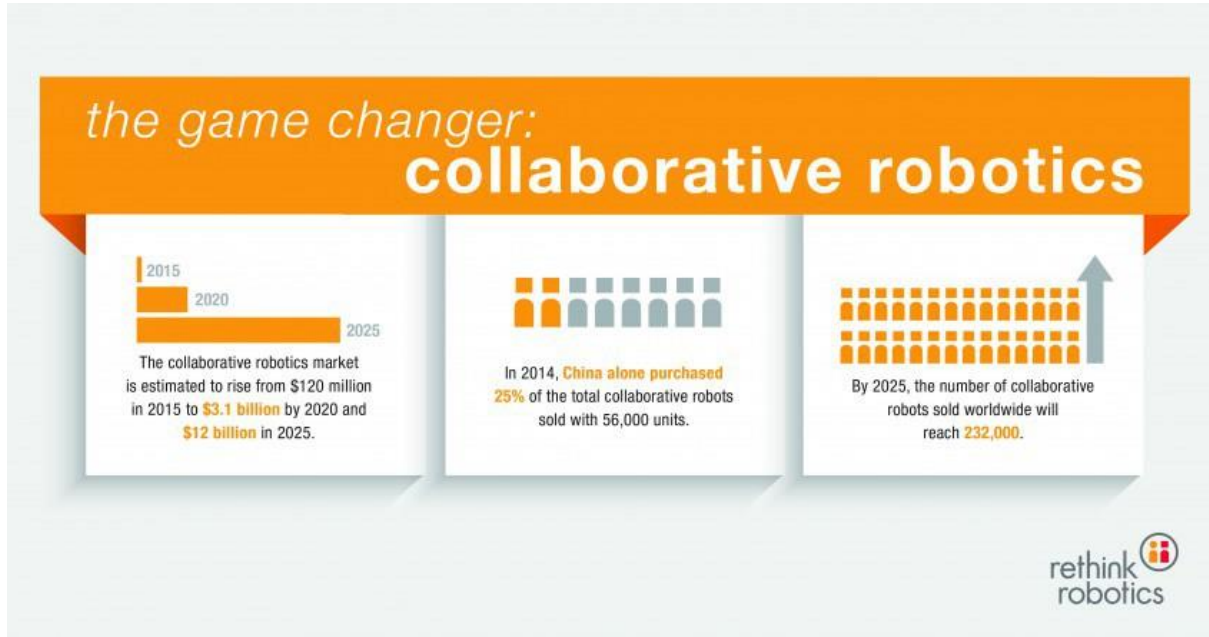 the game changer:
collaborative robotics
2015
2020
2025
The collaborative robotics market
is estimated to rise from $120 million
in 2015 to $3.1 billion by 2020 and
$12 billion in 2025.
In 2014, China alone purchased
25% of the total collaborative robots
sold with 56,000 units.
By 2025, the number of collaborative
robots sold worldwide will
reach 232,000.
rethink
robotics